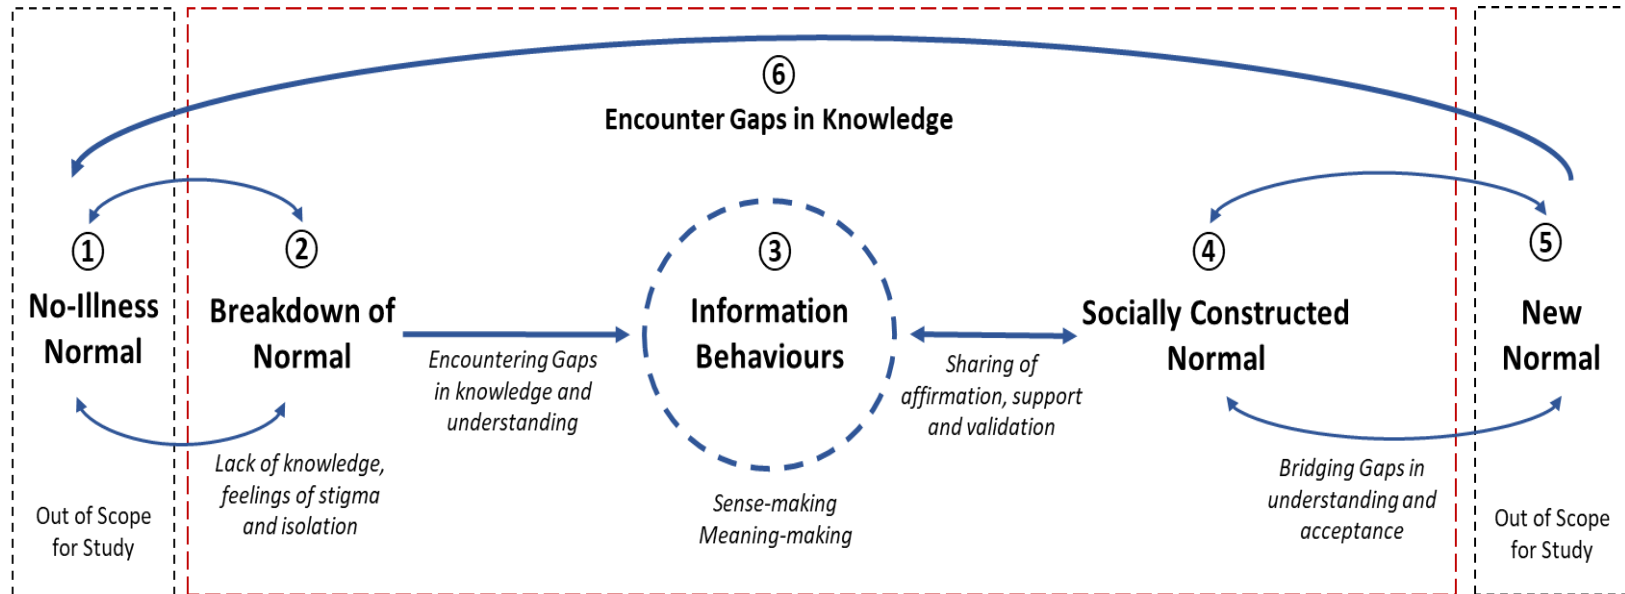 ⑥
Encounter Gaps in Knowledge
①
No-Illness
Normal
Out of Scope
for Study
②
Breakdown of
Normal
Lack of knowledge,
feelings of stigma
and isolation
Encountering Gaps
in knowledge and
understanding
③
Information
Behaviours
Sense-making
Meaning-making
Sharing of
affirmation, support
and validation
④
Socially Constructed
Normal
Bridging Gaps in
understanding and
acceptance
⑤
New
Normal
Out of Scope
for Study